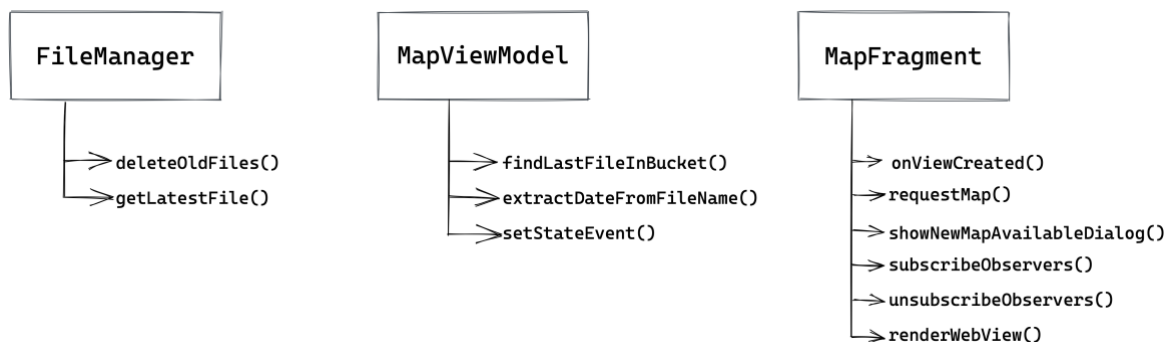 FileManager
deleteOldFiles()
getLatestFile()
MapViewModel
findLastFileInBucket()
extractDateFromFileName()
setStateEvent()
MapFragment
onViewCreated()
requestMap()
showNewMapAvailableDialog()
subscribeObservers()
unsubscribeObservers()
renderWebView()